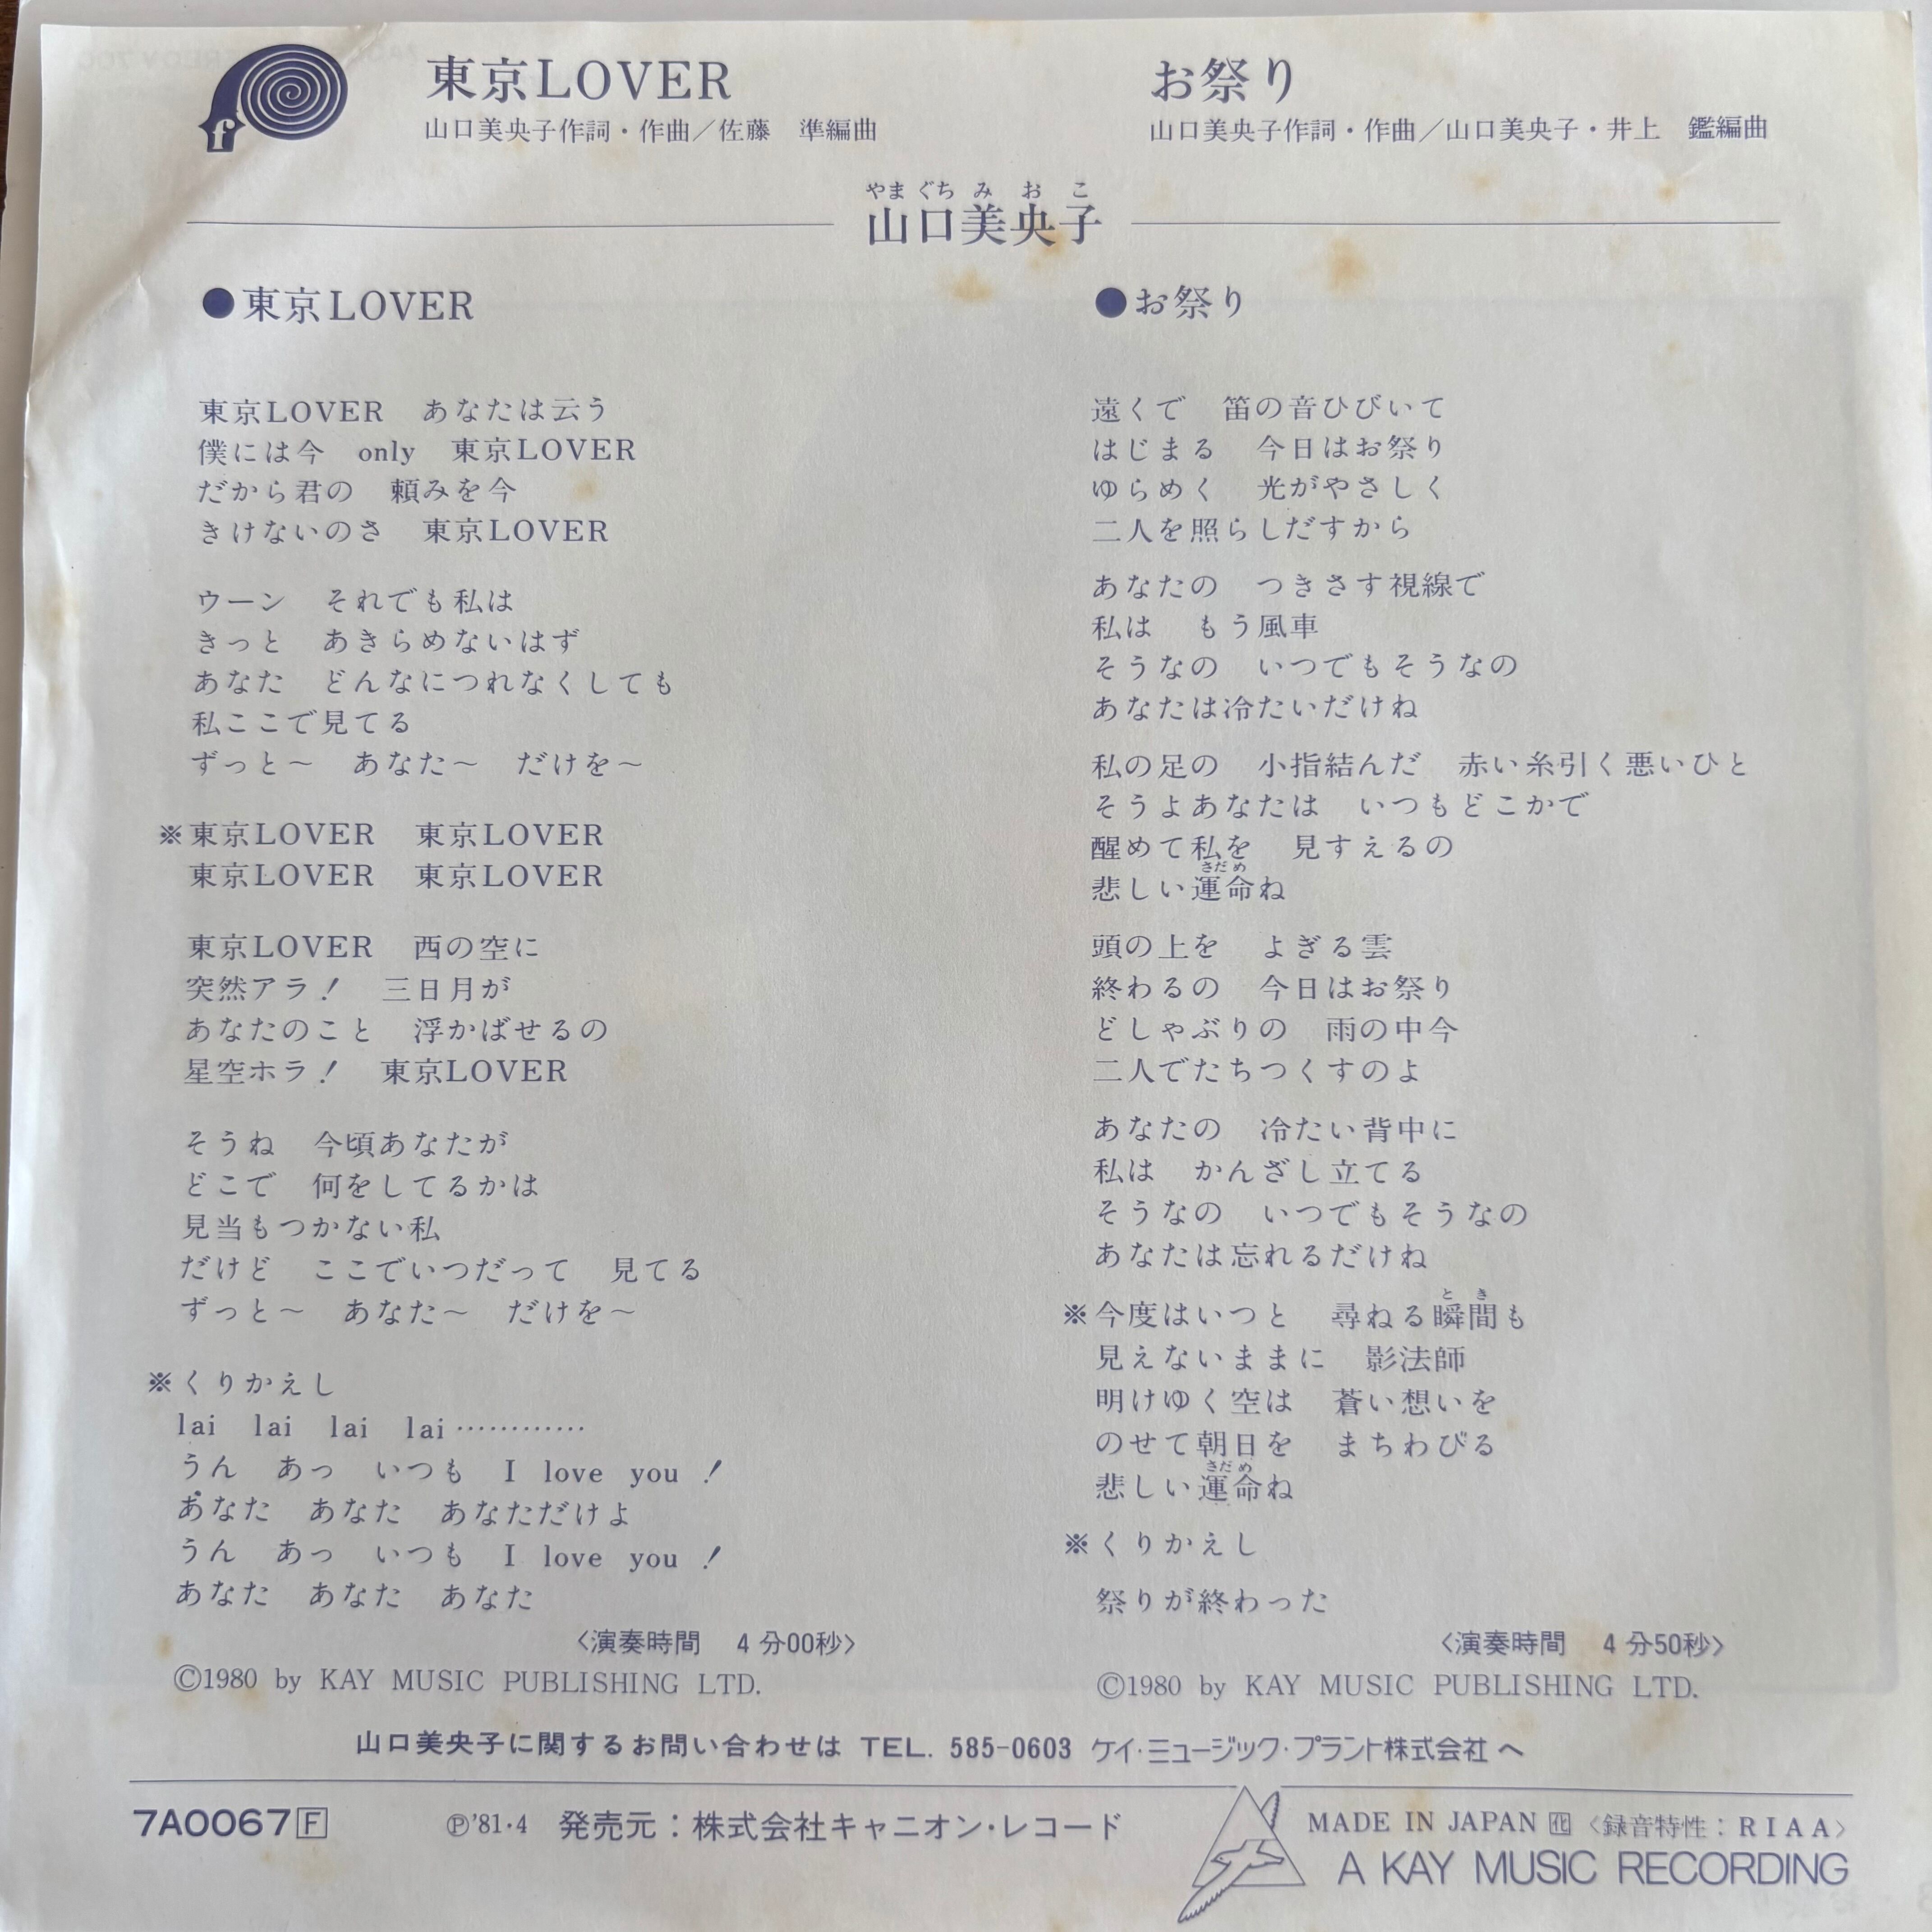 f
東京LOVER
山口美央子作詞・作曲／佐藤　準編曲
お祭り
山口美央子作詞・作曲／山口美央子・井上　鑑編曲
やまぐちみおこ
山口美央子
●東京LOVER
東京LOVER　あなたは云う
僕には今　only　東京LOVER
だから君の　頼みを今
きけないのさ　東京LOVER
ウーン　それでも私は
きっと　あきらめないはず
あなた　どんなにつれなくしても
私ここで見てる
ずっと〜　あなた〜　だけを〜
※東京LOVER　東京LOVER
東京LOVER　東京LOVER
東京LOVER　西の空に
突然アラ！　三日月が
あなたのこと　浮かばせるの
星空ホラ！　東京LOVER
そうね　今頃あなたが
どこで　何をしてるかは
見当もつかない私
だけど　ここでいつだって　見てる
ずっと〜　あなた〜　だけを〜
※くりかえし
lai　lai　lai　lai…………
うん　あっ　いつも　I　love　you！
あなた　あなた　あなただけよ
うん　あっ　いつも　I　love　you！
あなた　あなた　あなた
〈演奏時間　4分00秒〉
©1980 by KAY MUSIC PUBLISHING LTD.
●お祭り
遠くで　笛の音ひびいて
はじまる　今日はお祭り
ゆらめく　光がやさしく
二人を照らしだすから
あなたの　つきさす視線で
私は　もう風車
そうなの　いつでもそうなの
あなたは冷たいだけね
私の足の　小指結んだ　赤い糸引く悪いひと
そうよあなたは　いつもどこかで
醒めて私を　見すえるの
さだめ
悲しい運命ね
頭の上を　よぎる雲
終わるの　今日はお祭り
どしゃぶりの　雨の中今
二人でたちつくすのよ
あなたの　冷たい背中に
私は　かんざし立てる
そうなの　いつでもそうなの
あなたは忘れるだけね
とき
※今度はいつと　尋ねる瞬間も
見えないままに　影法師
明けゆく空は　蒼い想いを
のせて朝日を　まちわびる
さだめ
悲しい運命ね
※くりかえし
祭りが終わった
〈演奏時間　4分50秒〉
©1980 by KAY MUSIC PUBLISHING LTD.
山口美央子に関するお問い合わせは TEL. 585-0603 ケイ・ミュージック・プラント株式会社 へ
7A0067F
Ⓟ'81・4　発売元：株式会社キャニオン・レコード
MADE IN JAPAN 化〈録音特性：RIAA〉
A KAY MUSIC RECORDING